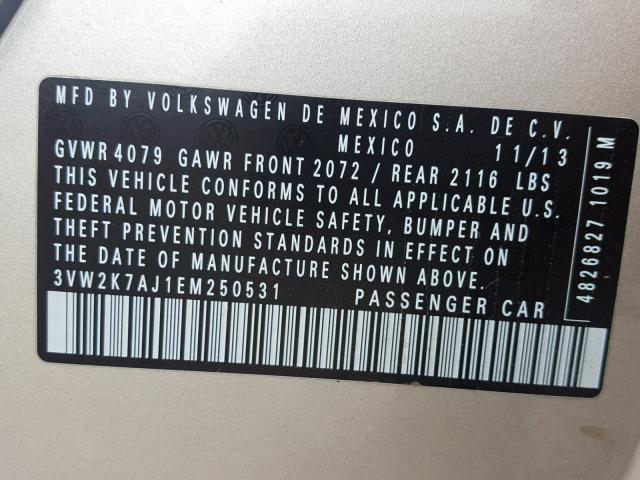 MFD BY VOLKSWAGEN DE MEXICO S.A. DE C.V.
MEXICO 11/13
GVWR 4079 GAWR FRONT 2072 / REAR 2116 LBS
THIS VEHICLE CONFORMS TO ALL APPLICABLE U.S.
FEDERAL MOTOR VEHICLE SAFETY, BUMPER AND
THEFT PREVENTION STANDARDS IN EFFECT ON
THE DATE OF MANUFACTURE SHOWN ABOVE.
3VW2K7AJ1EM250531 PASSENGER CAR
4826827 1019 M